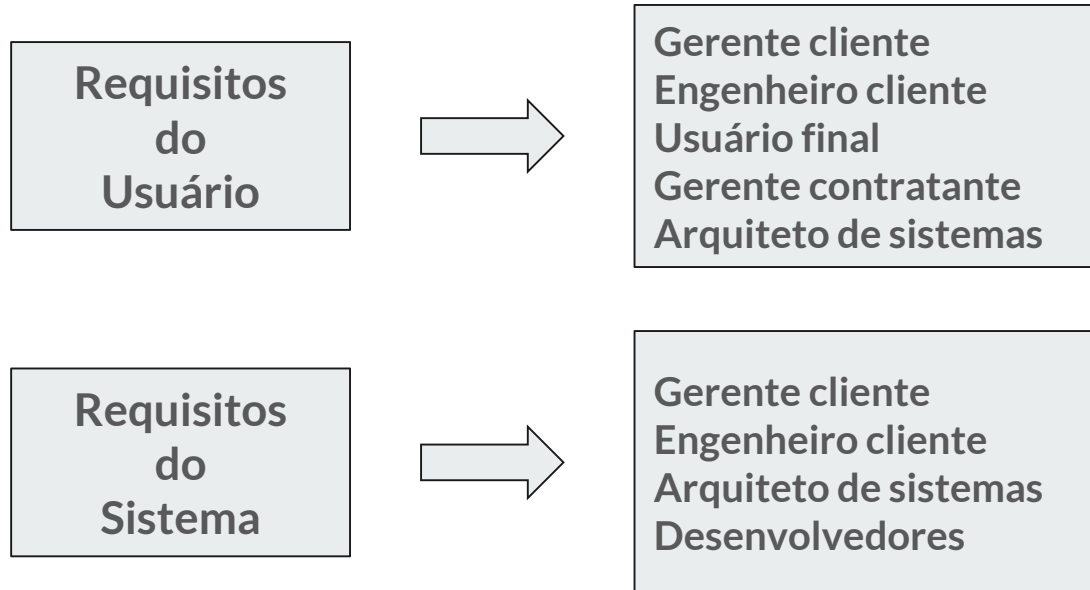 Requisitos
do
Usuário
Gerente cliente
Engenheiro cliente
Usuário final
Gerente contratante
Arquiteto de sistemas
Requisitos
do
Sistema
Gerente cliente
Engenheiro cliente
Arquiteto de sistemas
Desenvolvedores